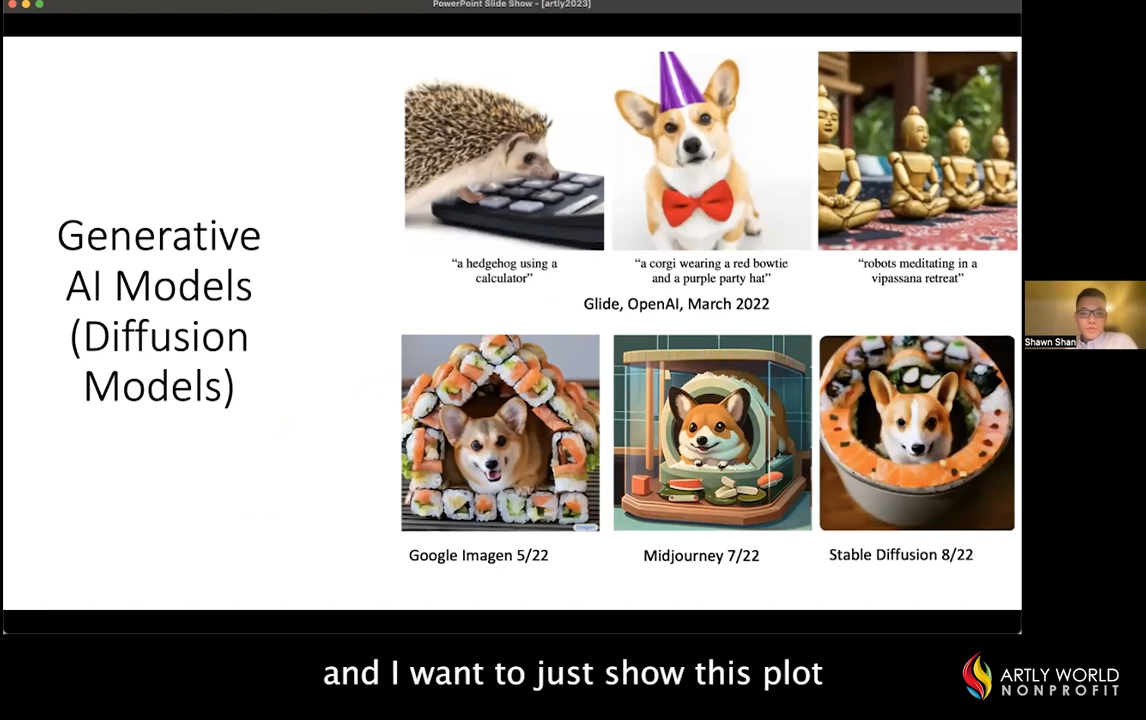 PowerPoint Slide Show - [artly2023]
Generative
AI Models
(Diffusion
Models)
“a hedgehog using a
calculator”
“a corgi wearing a red bowtie
and a purple party hat”
“robots meditating in a
vipassana retreat”
Glide, OpenAI, March 2022
Google Imagen 5/22
Midjourney 7/22
Stable Diffusion 8/22
Shawn Shan
and I want to just show this plot
ARTLY WORLD
NONPROFIT